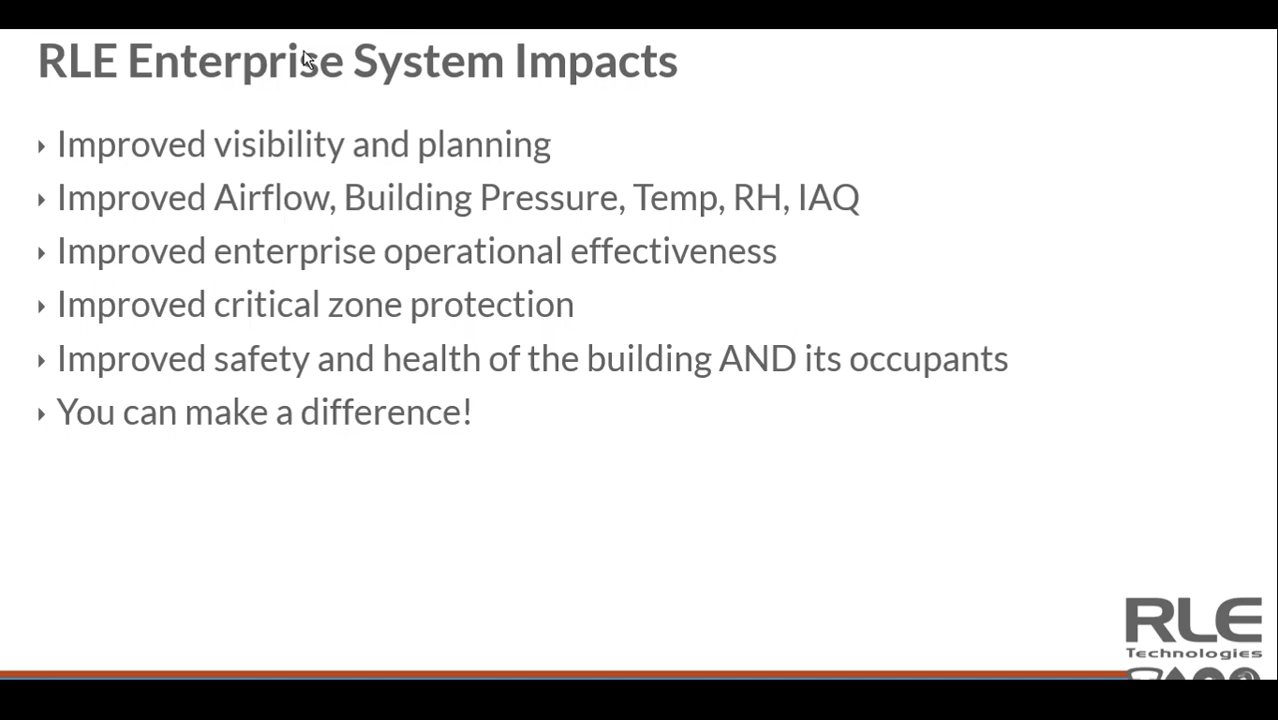 RLE Enterprise System Impacts
Improved visibility and planning
Improved Airflow, Building Pressure, Temp, RH, IAQ
Improved enterprise operational effectiveness
Improved critical zone protection
Improved safety and health of the building AND its occupants
You can make a difference!
RLE
Technologies